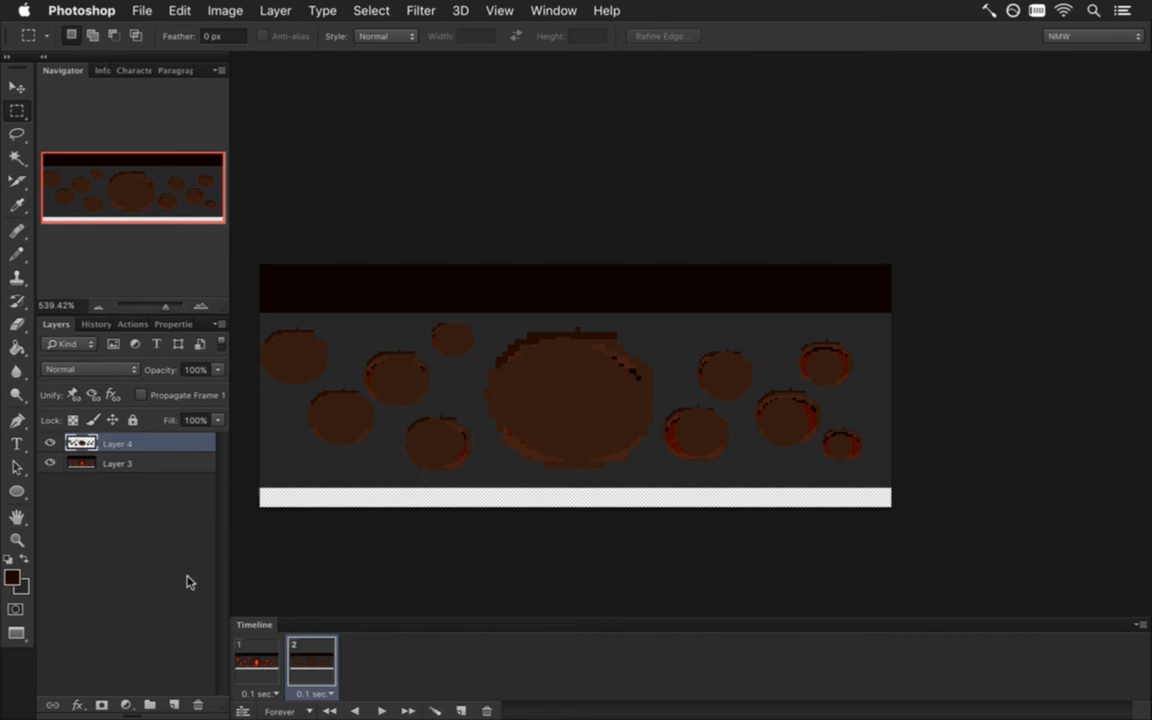 Photoshop File Edit Image Layer Type Select Filter 3D View Window Help
Feather: 0 px Anti-alias Style: Normal Width: Height: Refine Edge... NMW
Navigator Info Characte Paragrap
539.42%
Layers History Actions Propertie
Kind
Normal Opacity: 100%
Unify: Propagate Frame 1
Lock: Fill: 100%
Layer 4
Layer 3
Timeline
1 2
0.1 sec. 0.1 sec.
Forever